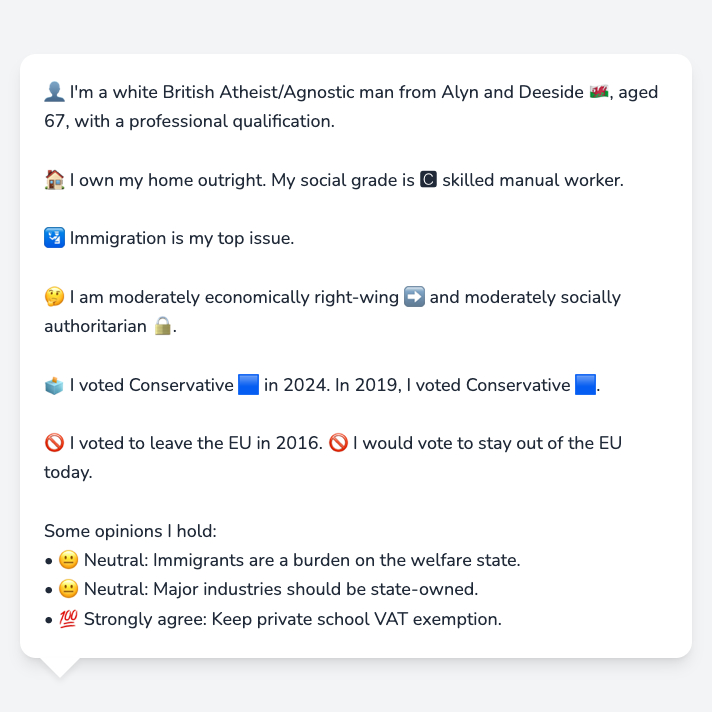 👤 I'm a white British Atheist/Agnostic man from Alyn and Deeside 🏴󠁧󠁢󠁷󠁬󠁳󠁿, aged
67, with a professional qualification.
🏠 I own my home outright. My social grade is 🅲 skilled manual worker.
🛂 Immigration is my top issue.
🤔 I am moderately economically right-wing ➡️ and moderately socially
authoritarian 🔒.
🗳️ I voted Conservative 🟦 in 2024. In 2019, I voted Conservative 🟦.
🚫 I voted to leave the EU in 2016. 🚫 I would vote to stay out of the EU
today.
Some opinions I hold:
• 😐 Neutral: Immigrants are a burden on the welfare state.
• 😐 Neutral: Major industries should be state-owned.
• 💯 Strongly agree: Keep private school VAT exemption.